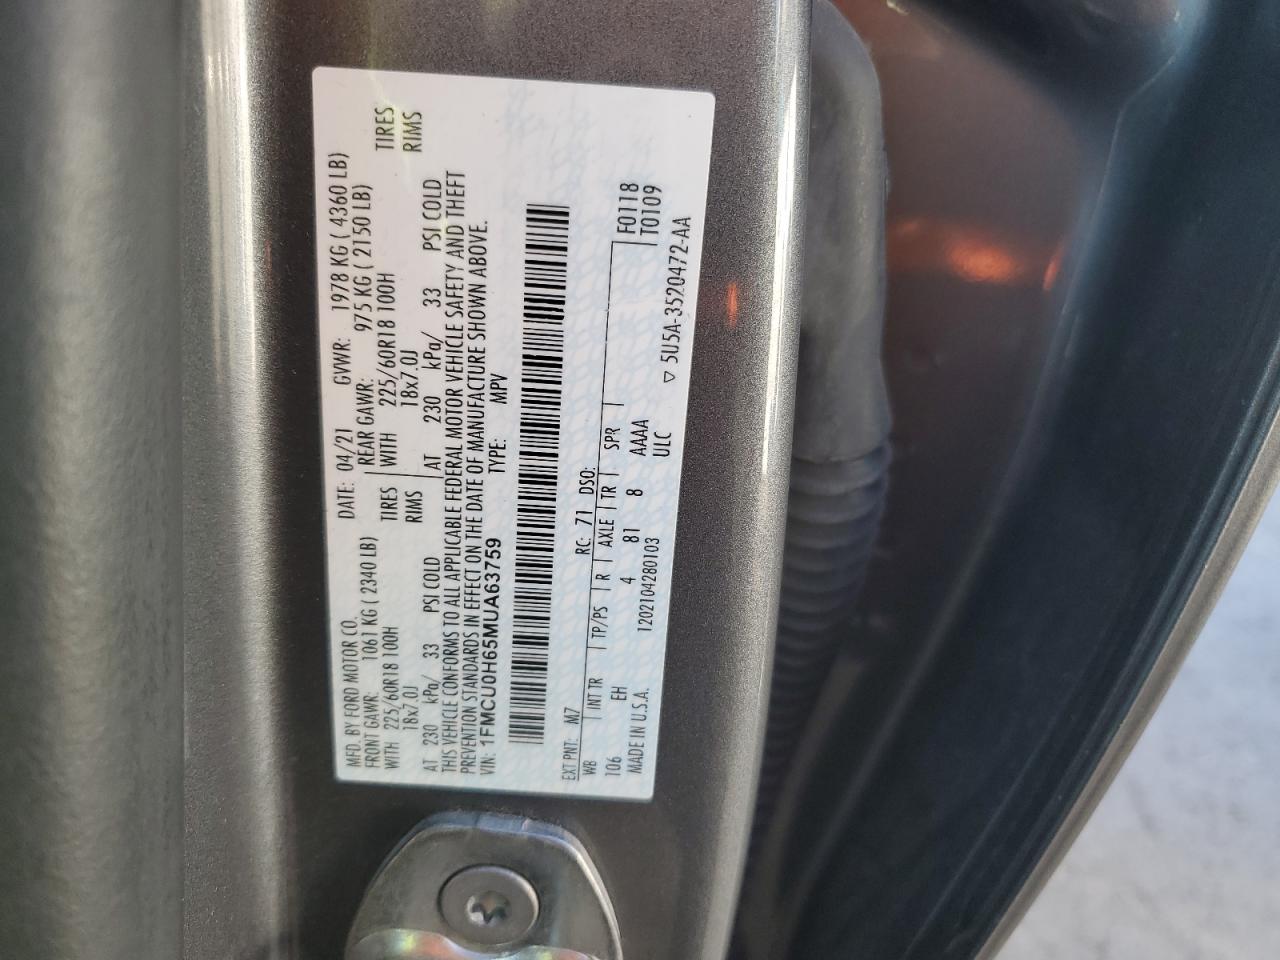 MFD. BY FORD MOTOR CO. DATE: 04/21 GVWR: 1978 KG ( 4360 LB)
FRONT GAWR: 1061 KG ( 2340 LB) REAR GAWR: 975 KG ( 2150 LB)
WITH 225/60R18 100H TIRES WITH 225/60R18 100H TIRES
18x7.0J RIMS 18x7.0J RIMS
AT 230 kPa/ 33 PSI COLD AT 230 kPa/ 33 PSI COLD
THIS VEHICLE CONFORMS TO ALL APPLICABLE FEDERAL MOTOR VEHICLE SAFETY AND THEFT
PREVENTION STANDARDS IN EFFECT ON THE DATE OF MANUFACTURE SHOWN ABOVE.
VIN: 1FMCU0H65MUA63759 TYPE: MPV
EXT PNT: M7 RC: 71 DSO:
WB INT TR TP/PS R AXLE TR SPR F0118
106 EH 4 81 8 AAAA T0109
MADE IN U.S.A. 1202104280103 ULC
▽ 5U5A-3520472-AA